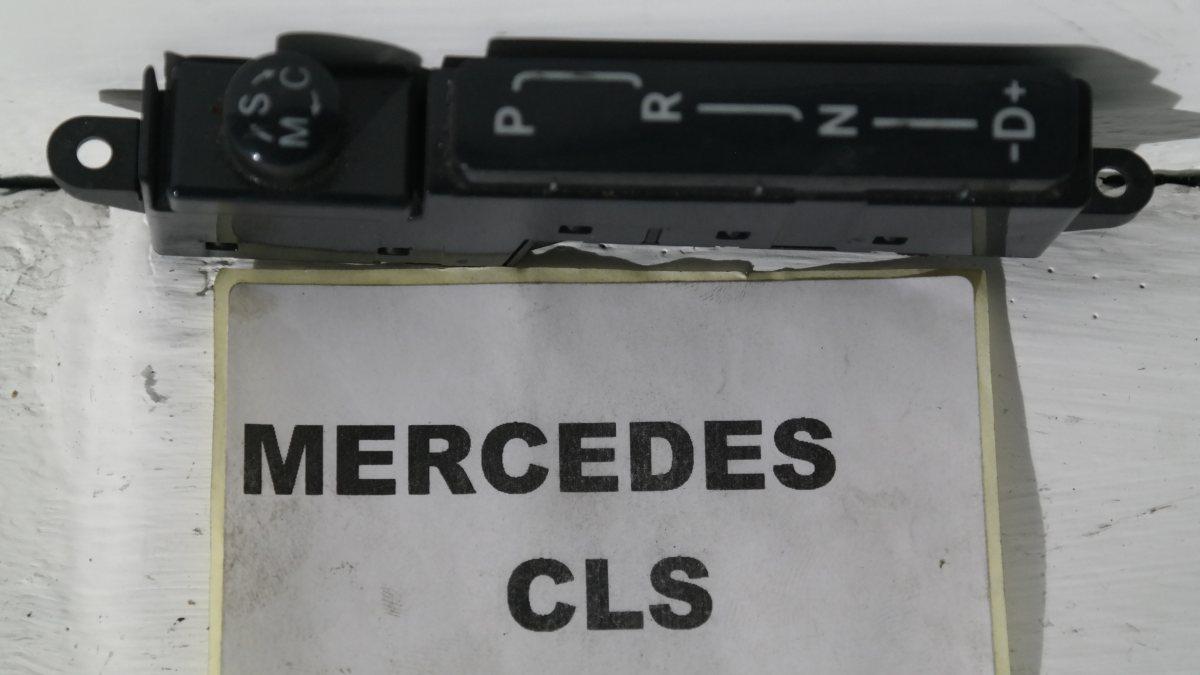 S C
M
P R N -D+
MERCEDES
CLS